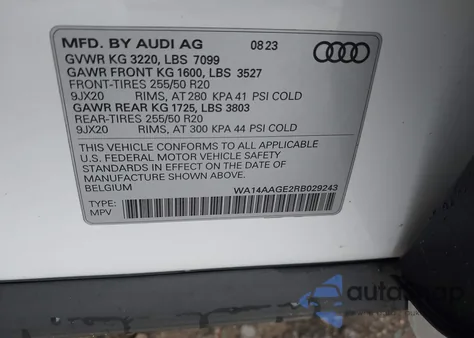 MFD. BY AUDI AG 08 23
GVWR KG 3220, LBS 7099
GAWR FRONT KG 1600, LBS 3527
FRONT-TIRES 255/50 R20
9JX20 RIMS, AT 280 KPA 41 PSI COLD
GAWR REAR KG 1725, LBS 3803
REAR-TIRES 255/50 R20
9JX20 RIMS, AT 300 KPA 44 PSI COLD
THIS VEHICLE CONFORMS TO ALL APPLICABLE
U.S. FEDERAL MOTOR VEHICLE SAFETY
STANDARDS IN EFFECT ON THE DATE OF
MANUFACTURE SHOWN ABOVE.
BELGIUM WA14AAGE2RB029243
TYPE:
MPV